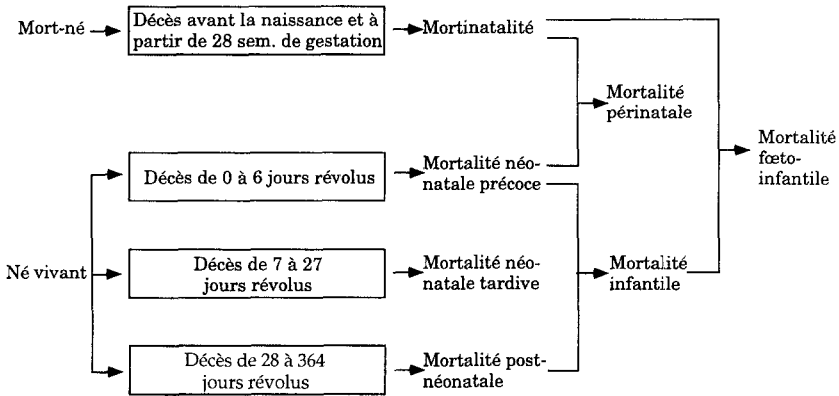 Mort-né
Décès avant la naissance et à
partir de 28 sem. de gestation
Mortinatalité
Mortalité
périnatale
Mortalité
fœto-
infantile
Décès de 0 à 6 jours révolus
Mortalité néo-
natale précoce
Né vivant
Décès de 7 à 27
jours révolus
Mortalité néo-
natale tardive
Mortalité
infantile
Décès de 28 à 364
jours révolus
Mortalité post-
néonatale